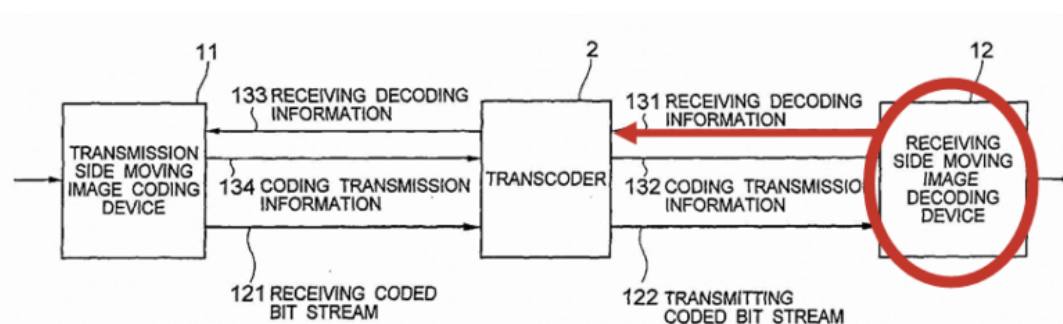 11
2
12
133 RECEIVING DECODING
INFORMATION
131 RECEIVING DECODING
INFORMATION
TRANSMISSION
SIDE MOVING
IMAGE CODING
DEVICE
134 CODING TRANSMISSION
INFORMATION
TRANSCODER
132 CODING TRANSMISSION
INFORMATION
RECEIVING
SIDE MOVING
IMAGE
DECODING
DEVICE
121 RECEIVING CODED
BIT STREAM
122 TRANSMITTING
CODED BIT STREAM